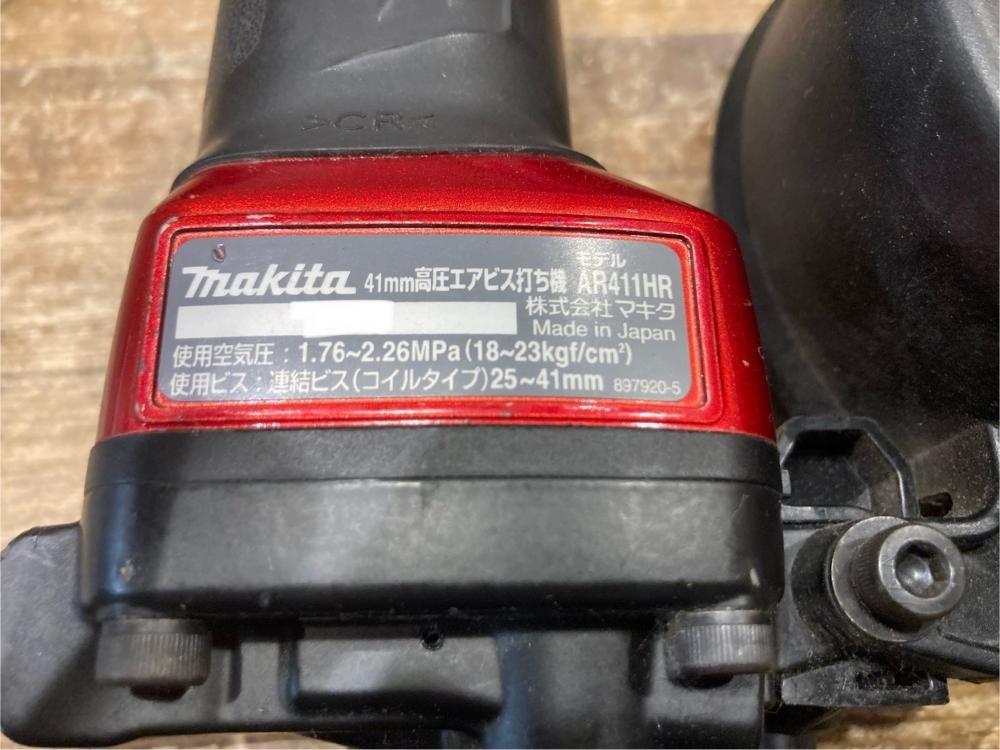 >CR<
makita 41mm高圧エアビス打ち機 モデル AR411HR
株式会社 マキタ
Made in Japan
使用空気圧：1.76~2.26MPa(18~23kgf/cm²)
使用ビス：連結ビス(コイルタイプ)25~41mm 897920-5